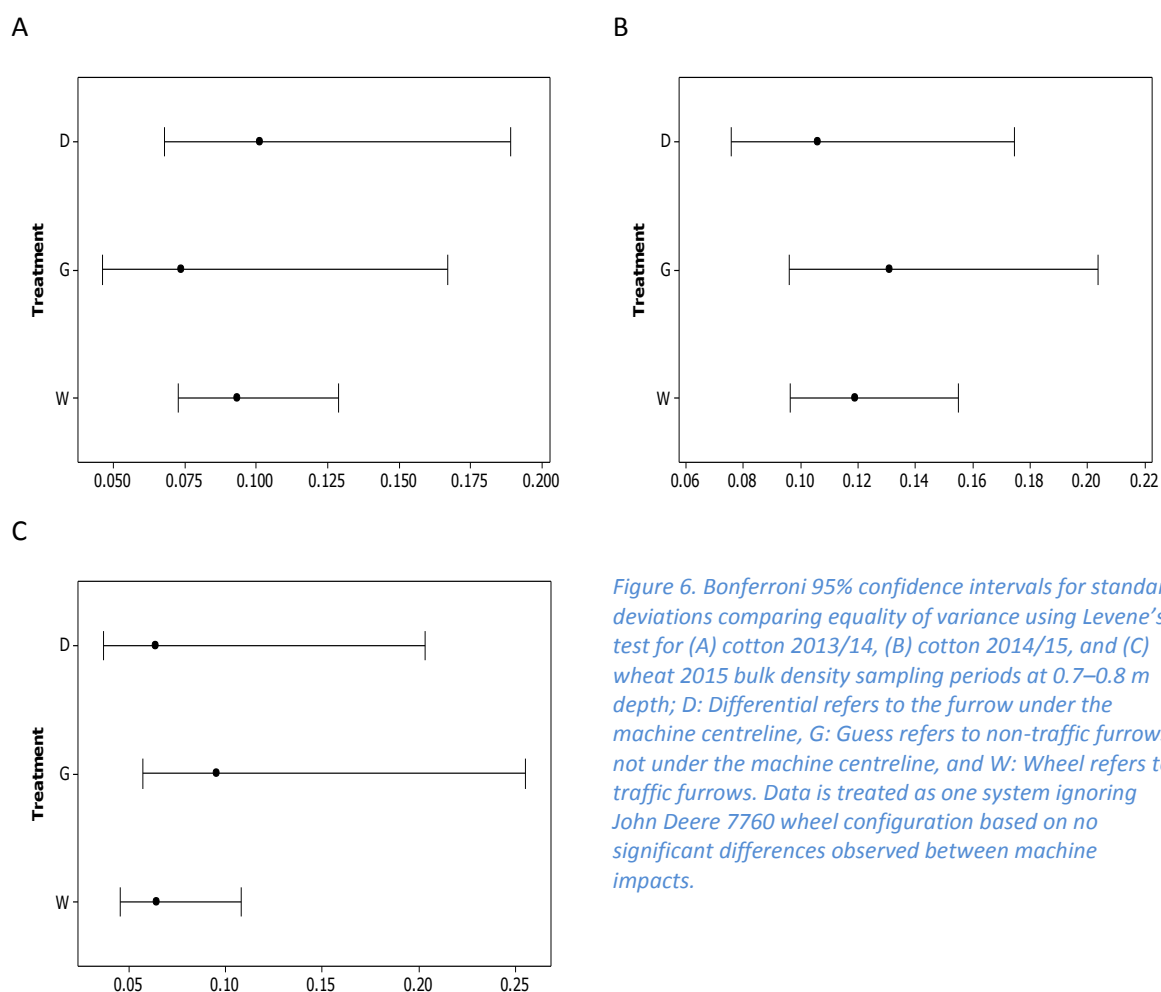 A
D
G
W
Treatment
0.050 0.075 0.100 0.125 0.150 0.175 0.200
B
D
G
W
Treatment
0.06 0.08 0.10 0.12 0.14 0.16 0.18 0.20 0.22
C
D
G
W
Treatment
0.05 0.10 0.15 0.20 0.25
Figure 6. Bonferroni 95% confidence intervals for standar
deviations comparing equality of variance using Levene's
test for (A) cotton 2013/14, (B) cotton 2014/15, and (C)
wheat 2015 bulk density sampling periods at 0.7–0.8 m
depth; D: Differential refers to the furrow under the
machine centreline, G: Guess refers to non-traffic furrow
not under the machine centreline, and W: Wheel refers t
traffic furrows. Data is treated as one system ignoring
John Deere 7760 wheel configuration based on no
significant differences observed between machine
impacts.